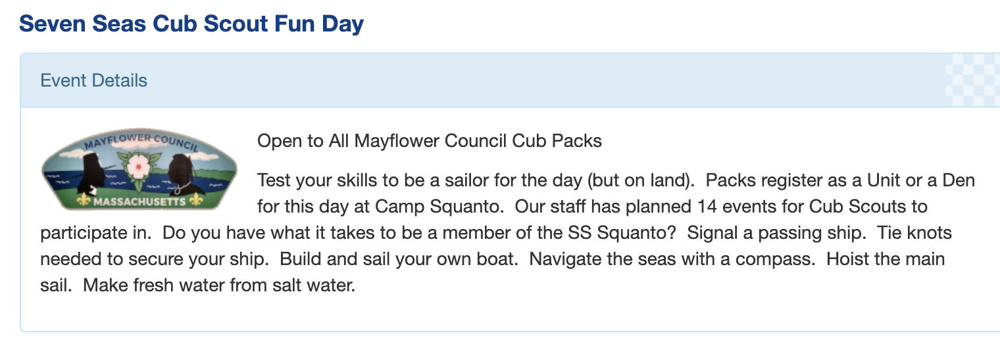 Seven Seas Cub Scout Fun Day
Event Details
MAYFLOWER COUNCIL
MASSACHUSETTS
Open to All Mayflower Council Cub Packs
Test your skills to be a sailor for the day (but on land).  Packs register as a Unit or a Den
for this day at Camp Squanto.  Our staff has planned 14 events for Cub Scouts to
participate in.  Do you have what it takes to be a member of the SS Squanto?  Signal a passing ship.  Tie knots
needed to secure your ship.  Build and sail your own boat.  Navigate the seas with a compass.  Hoist the main
sail.  Make fresh water from salt water.